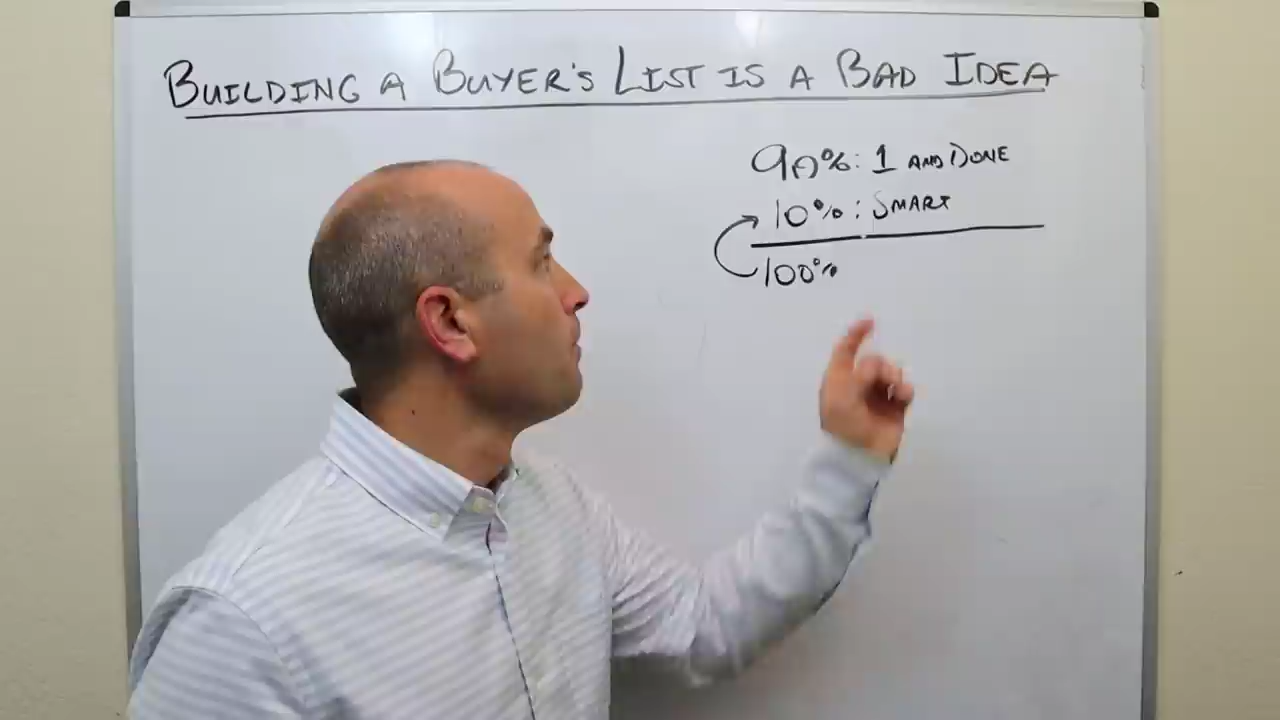 BUILDING A BUYER'S LIST IS A BAD IDEA
90%: 1 AND DONE
10%: SMART
100%